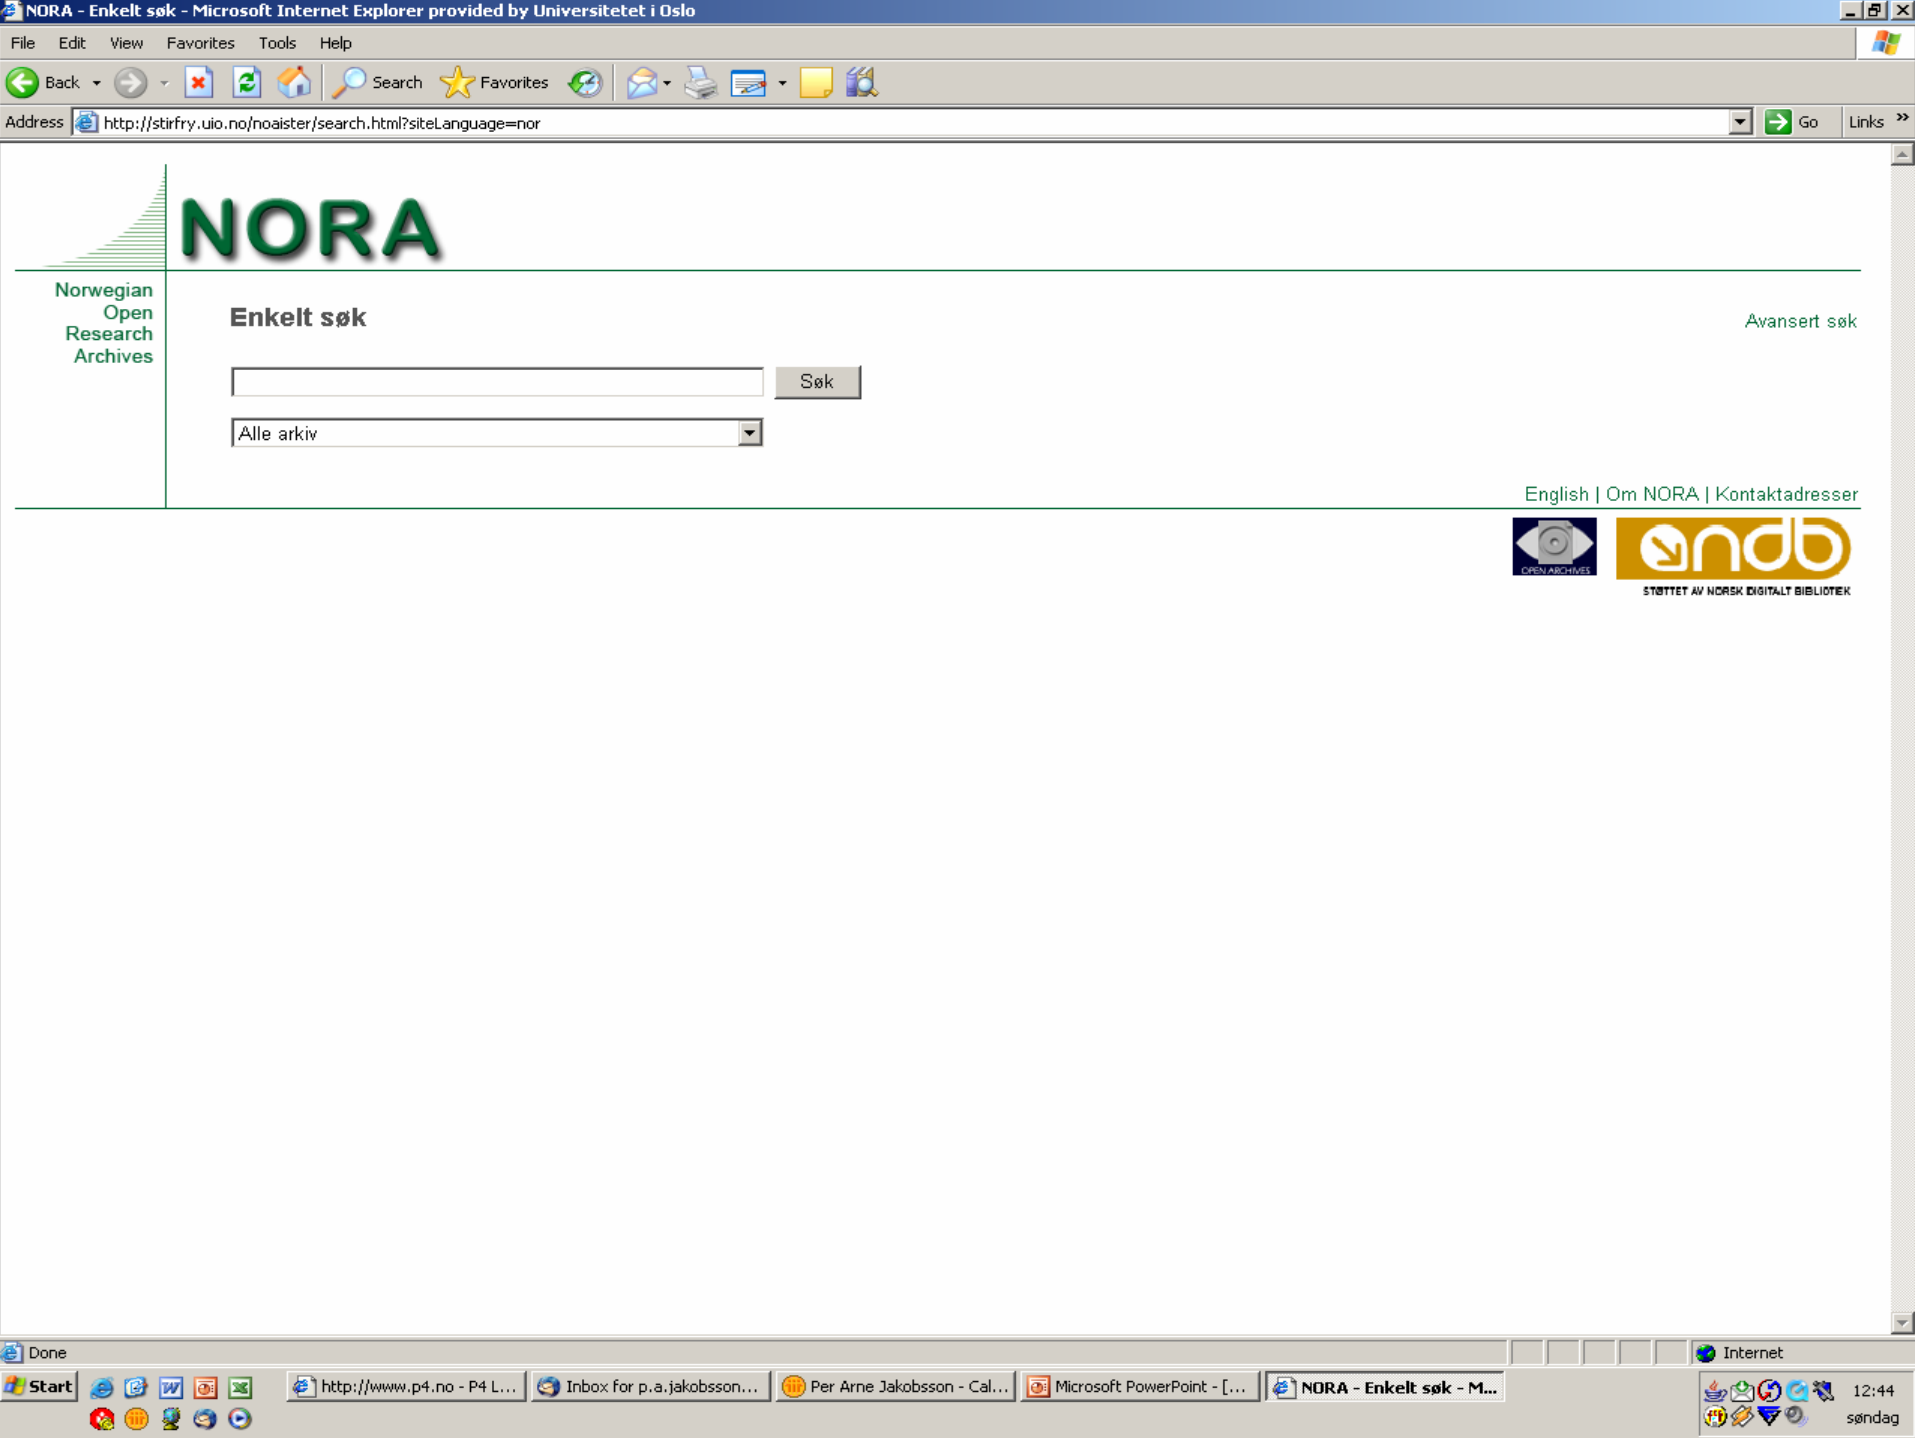 NORA - Enkelt søk - Microsoft Internet Explorer provided by Universitetet i Oslo
File Edit View Favorites Tools Help
Back Search Favorites
Address http://stirfry.uio.no/noaister/search.html?siteLanguage=nor Go Links »
NORA
Norwegian
Open
Research
Archives
Enkelt søk
Avansert søk
Søk
Alle arkiv
English | Om NORA | Kontaktadresser
OPEN ARCHIVES
ndb
STØTTET AV NORSK DIGITALT BIBLIOTEK
Done Internet
Start http://www.p4.no - P4 L... Inbox for p.a.jakobsson... Per Arne Jakobsson - Cal... Microsoft PowerPoint - [... NORA - Enkelt søk - M... 12:44
søndag